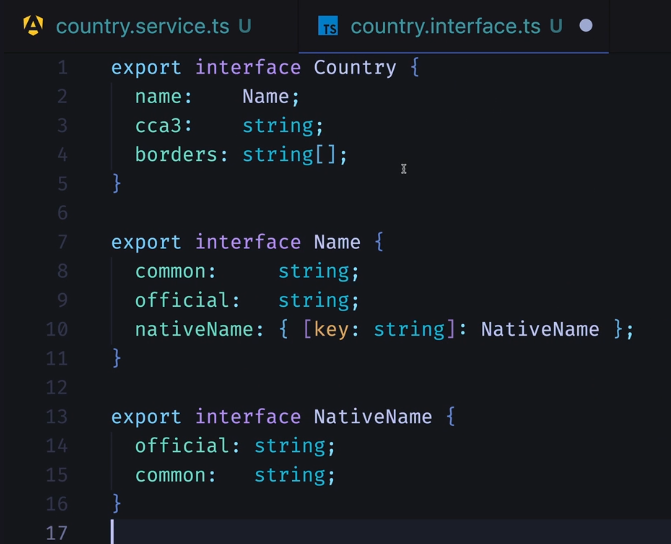 country.service.ts U
TS country.interface.ts U
1 export interface Country {
2   name:    Name;
3   cca3:    string;
4   borders: string[];
5 }
6
7 export interface Name {
8   common:     string;
9   official:   string;
10   nativeName: { [key: string]: NativeName };
11 }
12
13 export interface NativeName {
14   official: string;
15   common:   string;
16 }
17